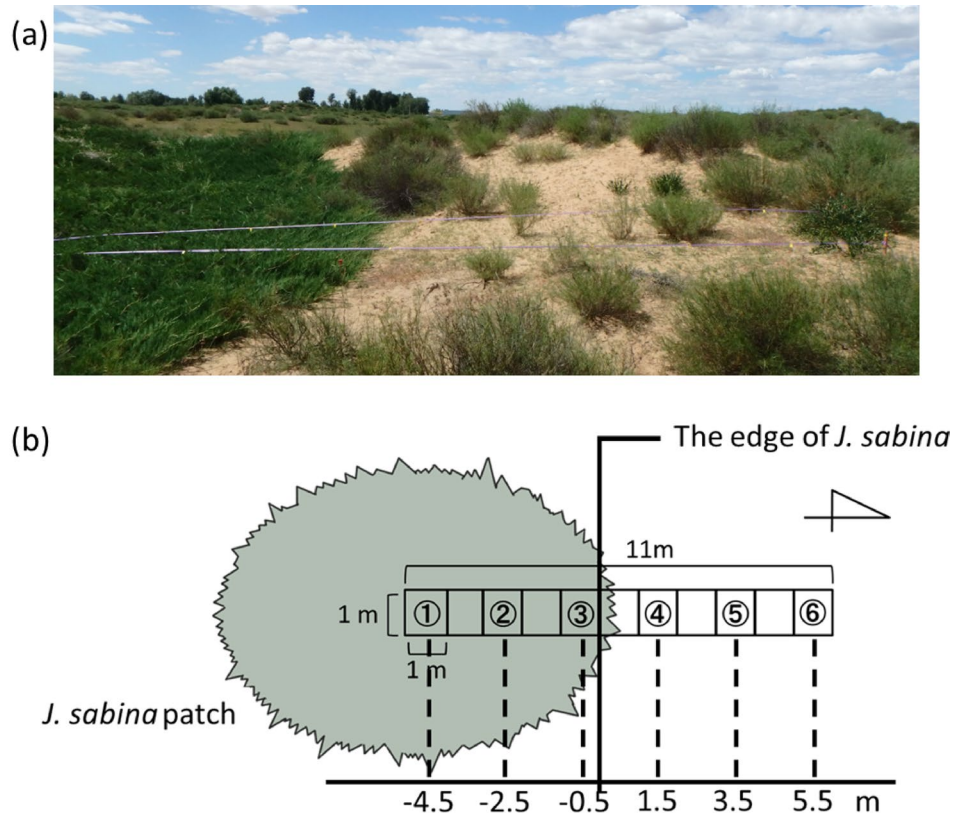 (a)
(b)
The edge of J. sabina
11m
1 m
① ② ③ ④ ⑤ ⑥
1 m
J. sabina patch
-4.5 -2.5 -0.5 1.5 3.5 5.5 m